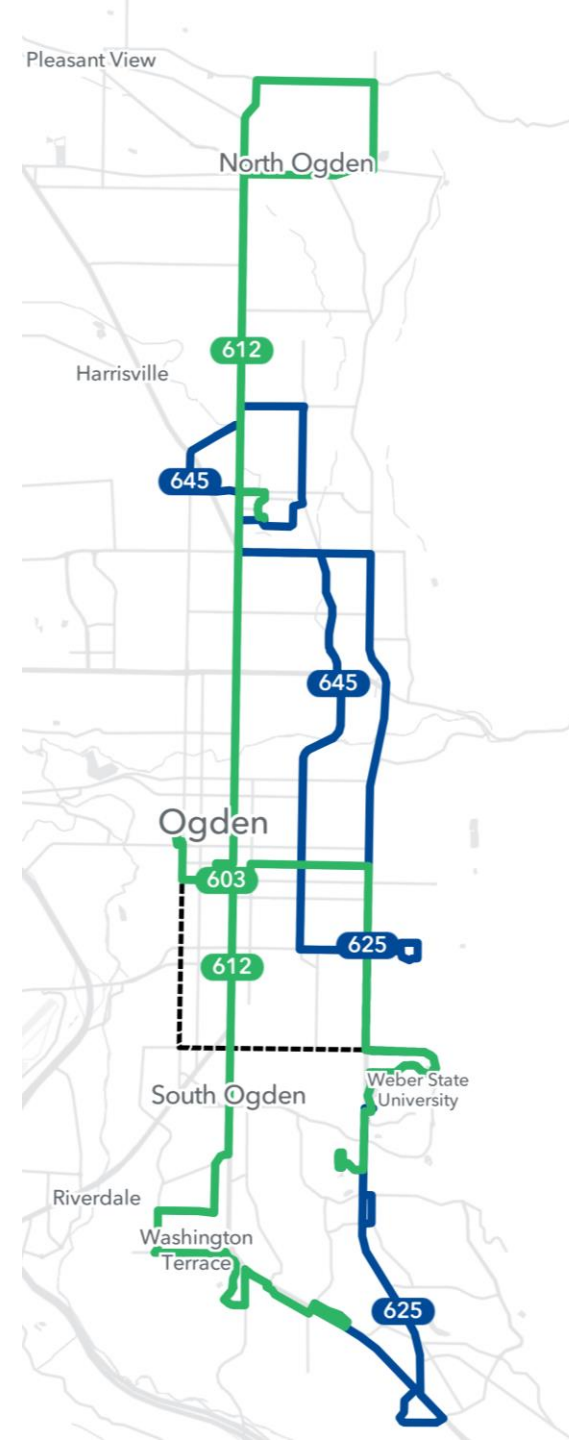 Pleasant View
North Ogden
612
Harrisville
645
645
Ogden
603
625
612
Weber State
University
South Ogden
Riverdale
Washington
Terrace
625